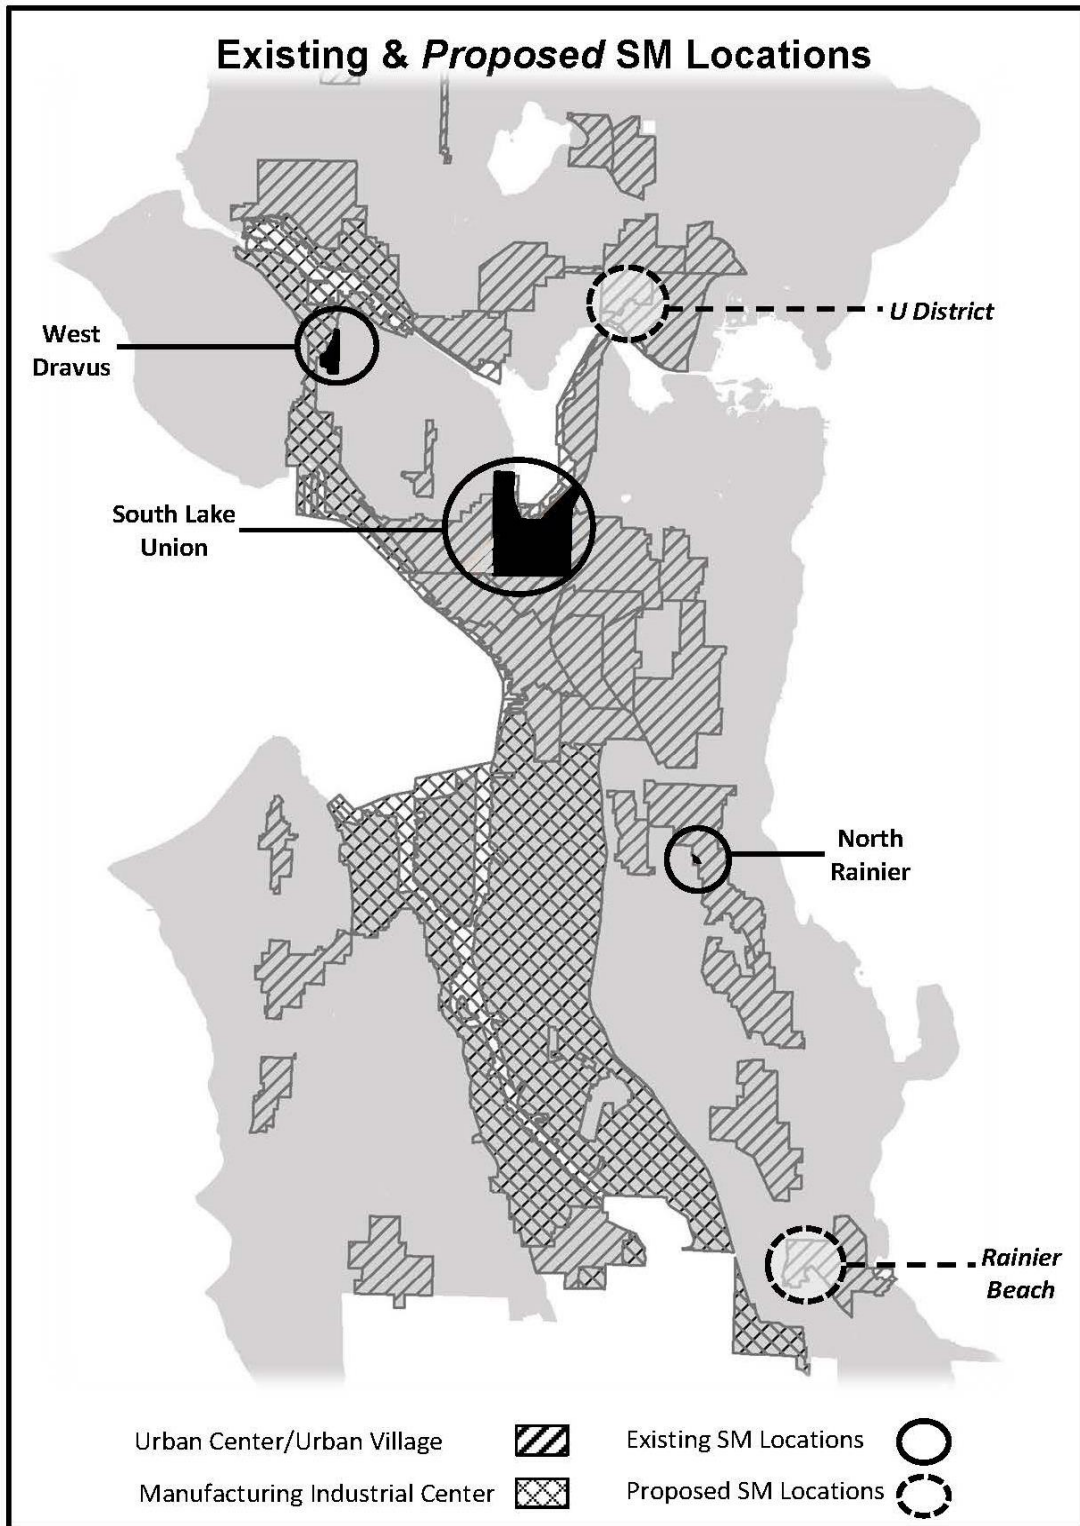 Existing & Proposed SM Locations
U District
West
Dravus
South Lake
Union
North
Rainier
Rainier
Beach
Urban Center/Urban Village
Existing SM Locations
Manufacturing Industrial Center
Proposed SM Locations